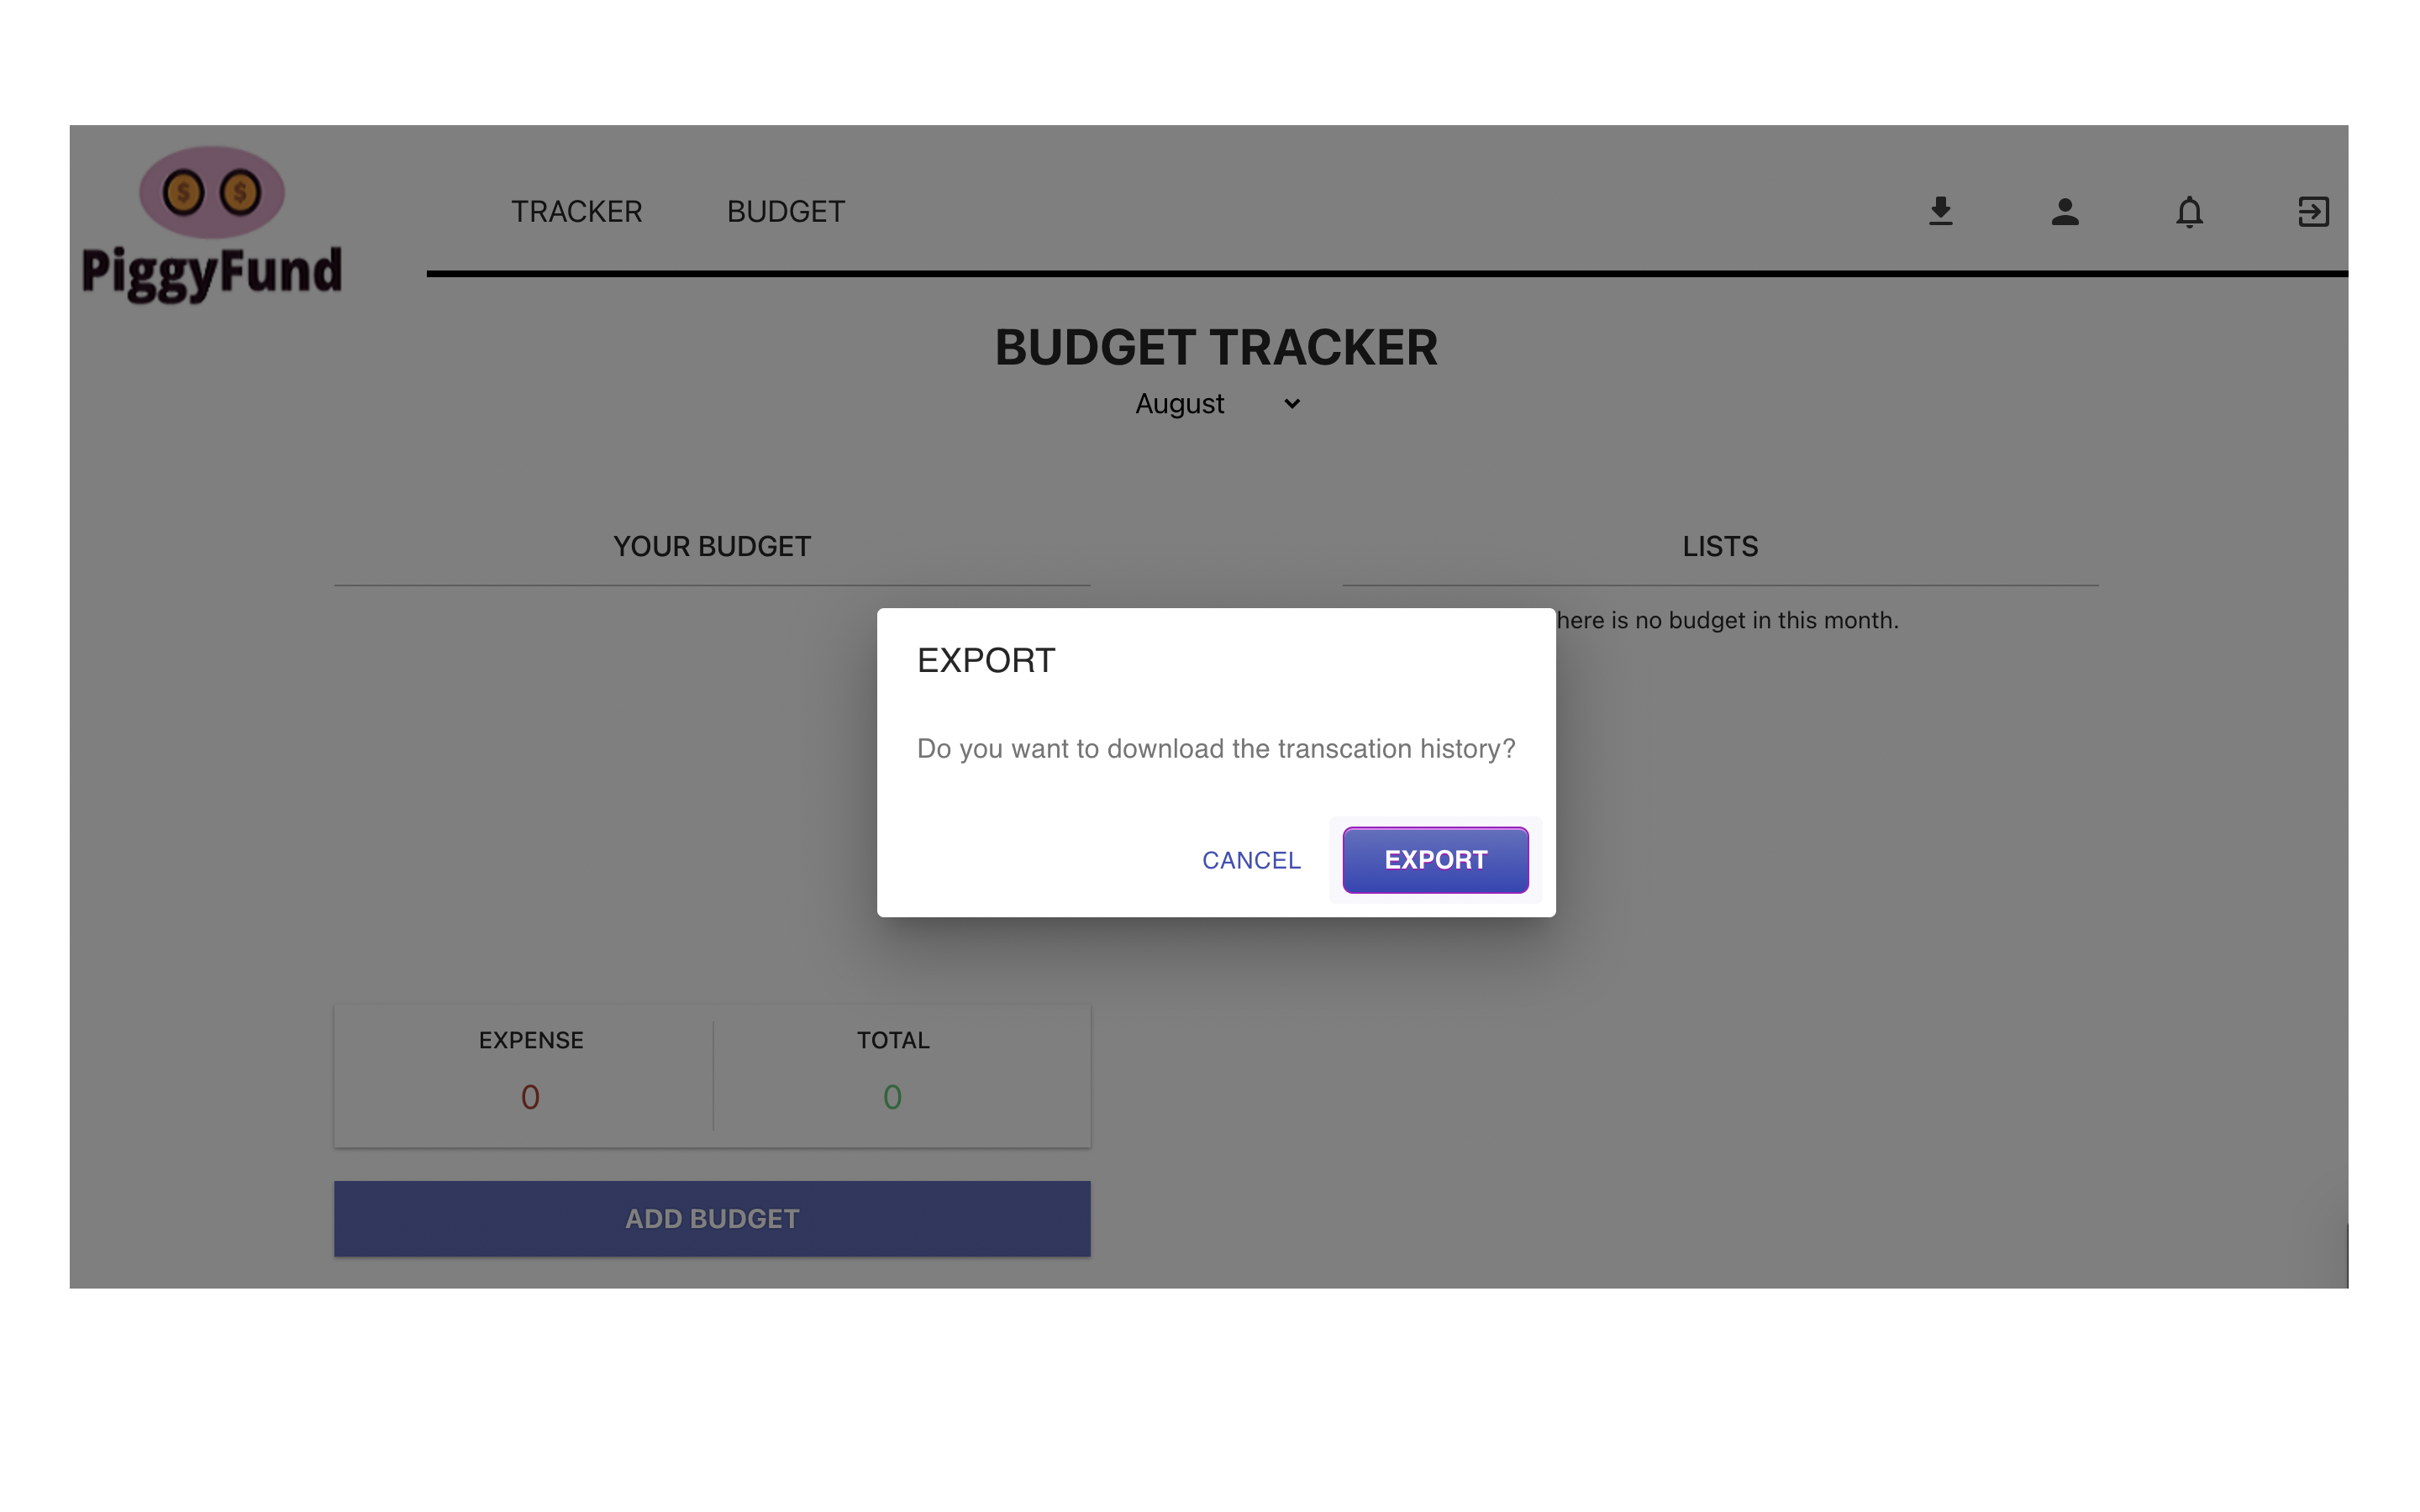 $ $
PiggyFund
TRACKER BUDGET
BUDGET TRACKER
August
YOUR BUDGET
LISTS
here is no budget in this month.
EXPORT
Do you want to download the transcation history?
CANCEL EXPORT
EXPENSE TOTAL
0 0
ADD BUDGET